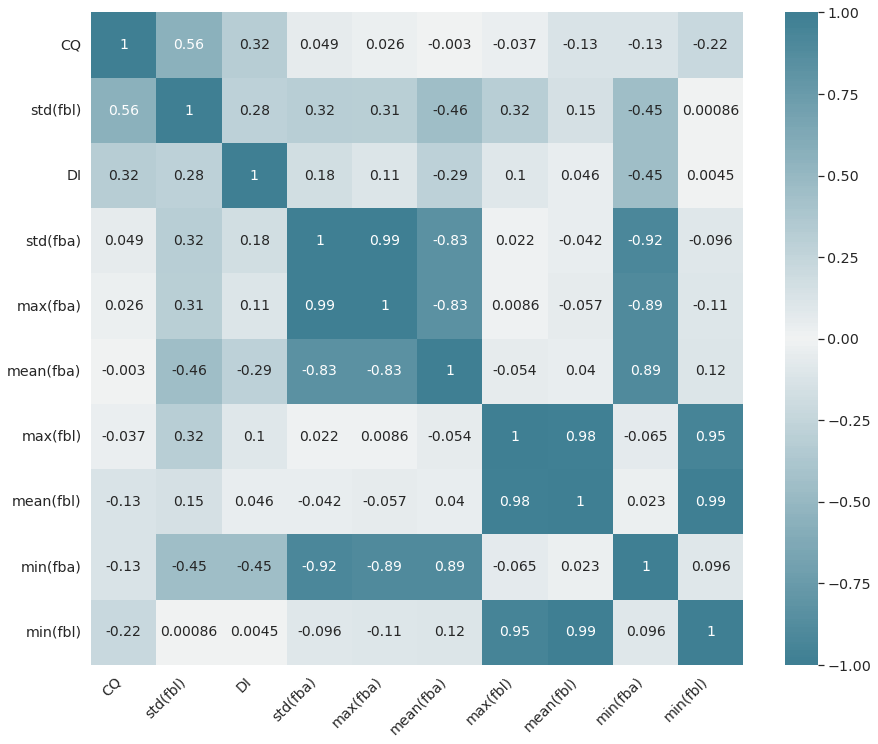 CQ 1 0.56 0.32 0.049 0.026 -0.003 -0.037 -0.13 -0.13 -0.22
std(fbl) 0.56 1 0.28 0.32 0.31 -0.46 0.32 0.15 -0.45 0.00086
DI 0.32 0.28 1 0.18 0.11 -0.29 0.1 0.046 -0.45 0.0045
std(fba) 0.049 0.32 0.18 1 0.99 -0.83 0.022 -0.042 -0.92 -0.096
max(fba) 0.026 0.31 0.11 0.99 1 -0.83 0.0086 -0.057 -0.89 -0.11
mean(fba) -0.003 -0.46 -0.29 -0.83 -0.83 1 -0.054 0.04 0.89 0.12
max(fbl) -0.037 0.32 0.1 0.022 0.0086 -0.054 1 0.98 -0.065 0.95
mean(fbl) -0.13 0.15 0.046 -0.042 -0.057 0.04 0.98 1 0.023 0.99
min(fba) -0.13 -0.45 -0.45 -0.92 -0.89 0.89 -0.065 0.023 1 0.096
min(fbl) -0.22 0.00086 0.0045 -0.096 -0.11 0.12 0.95 0.99 0.096 1
CQ std(fbl) DI std(fba) max(fba) mean(fba) max(fbl) mean(fbl) min(fba) min(fbl)
1.00
0.75
0.50
0.25
0.00
−0.25
−0.50
−0.75
−1.00